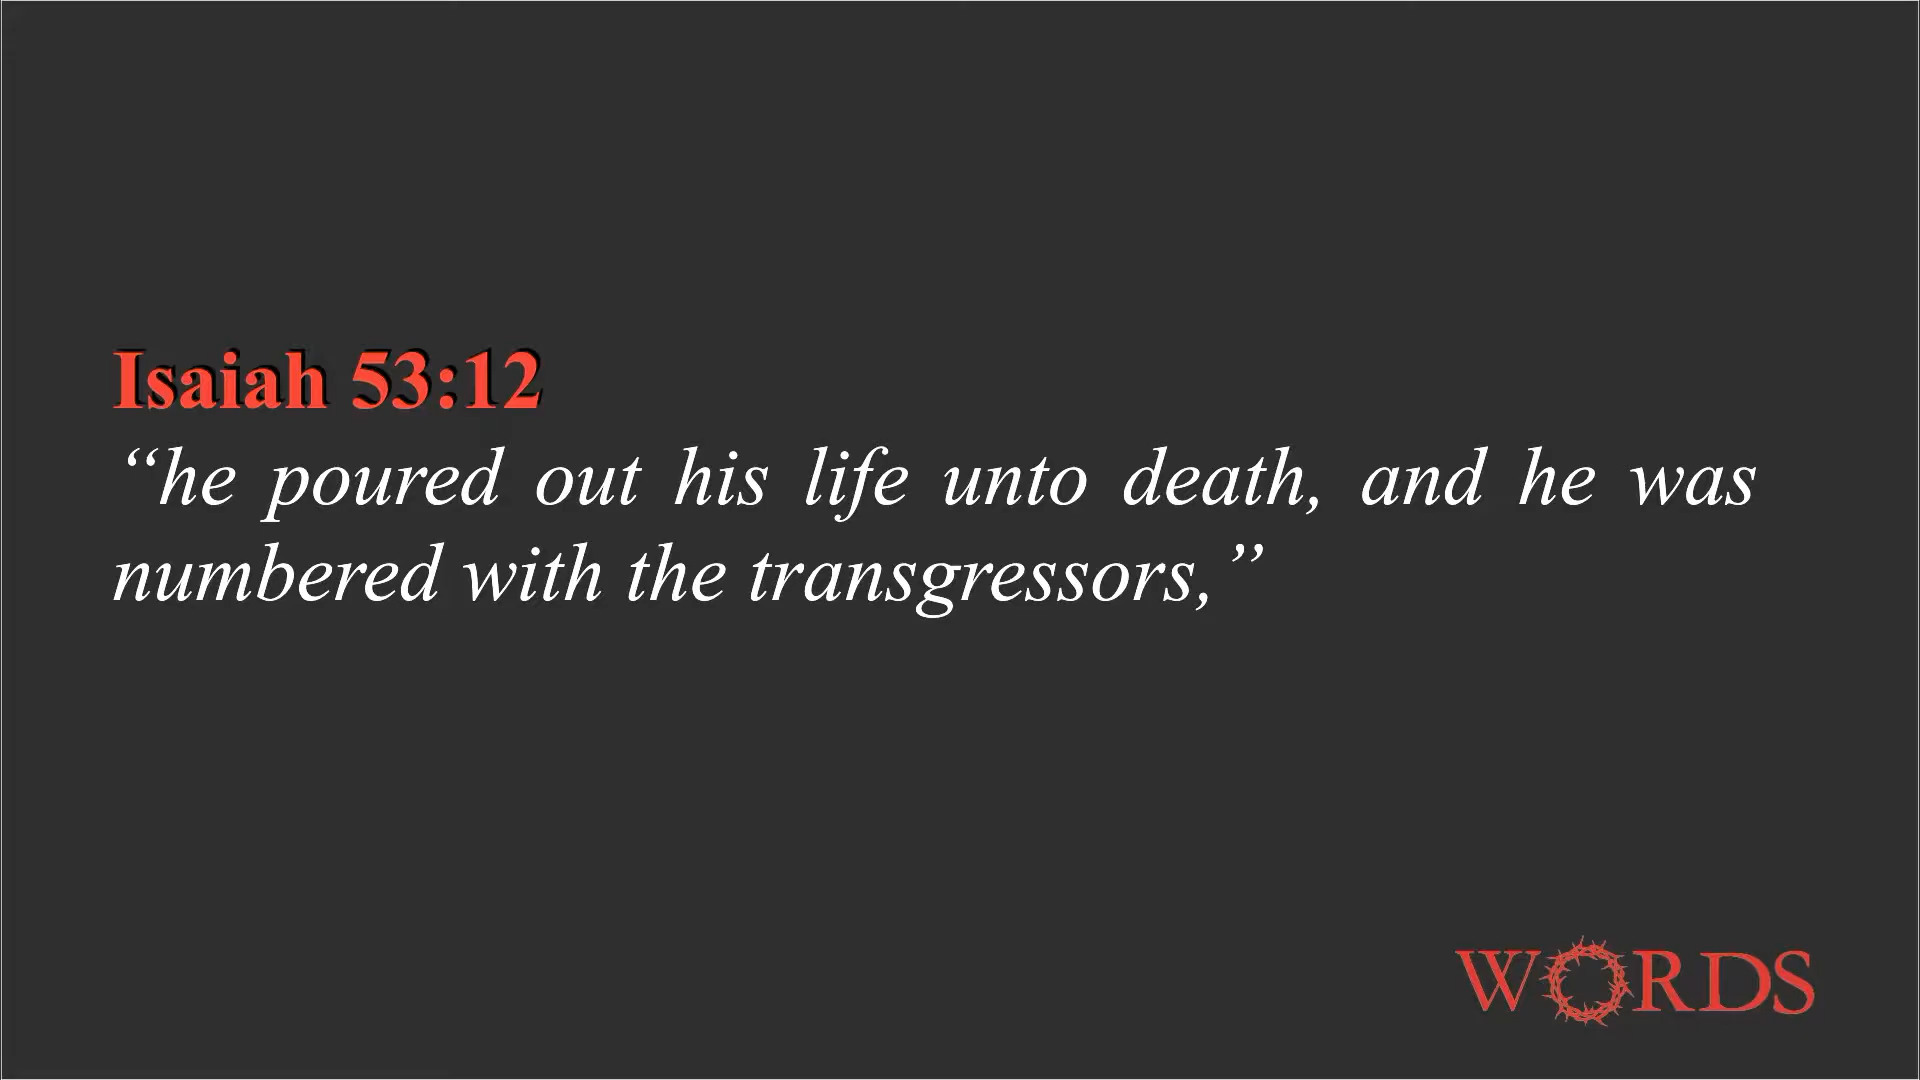 Isaiah 53:12
“he poured out his life unto death, and he was
numbered with the transgressors,”
WORDS